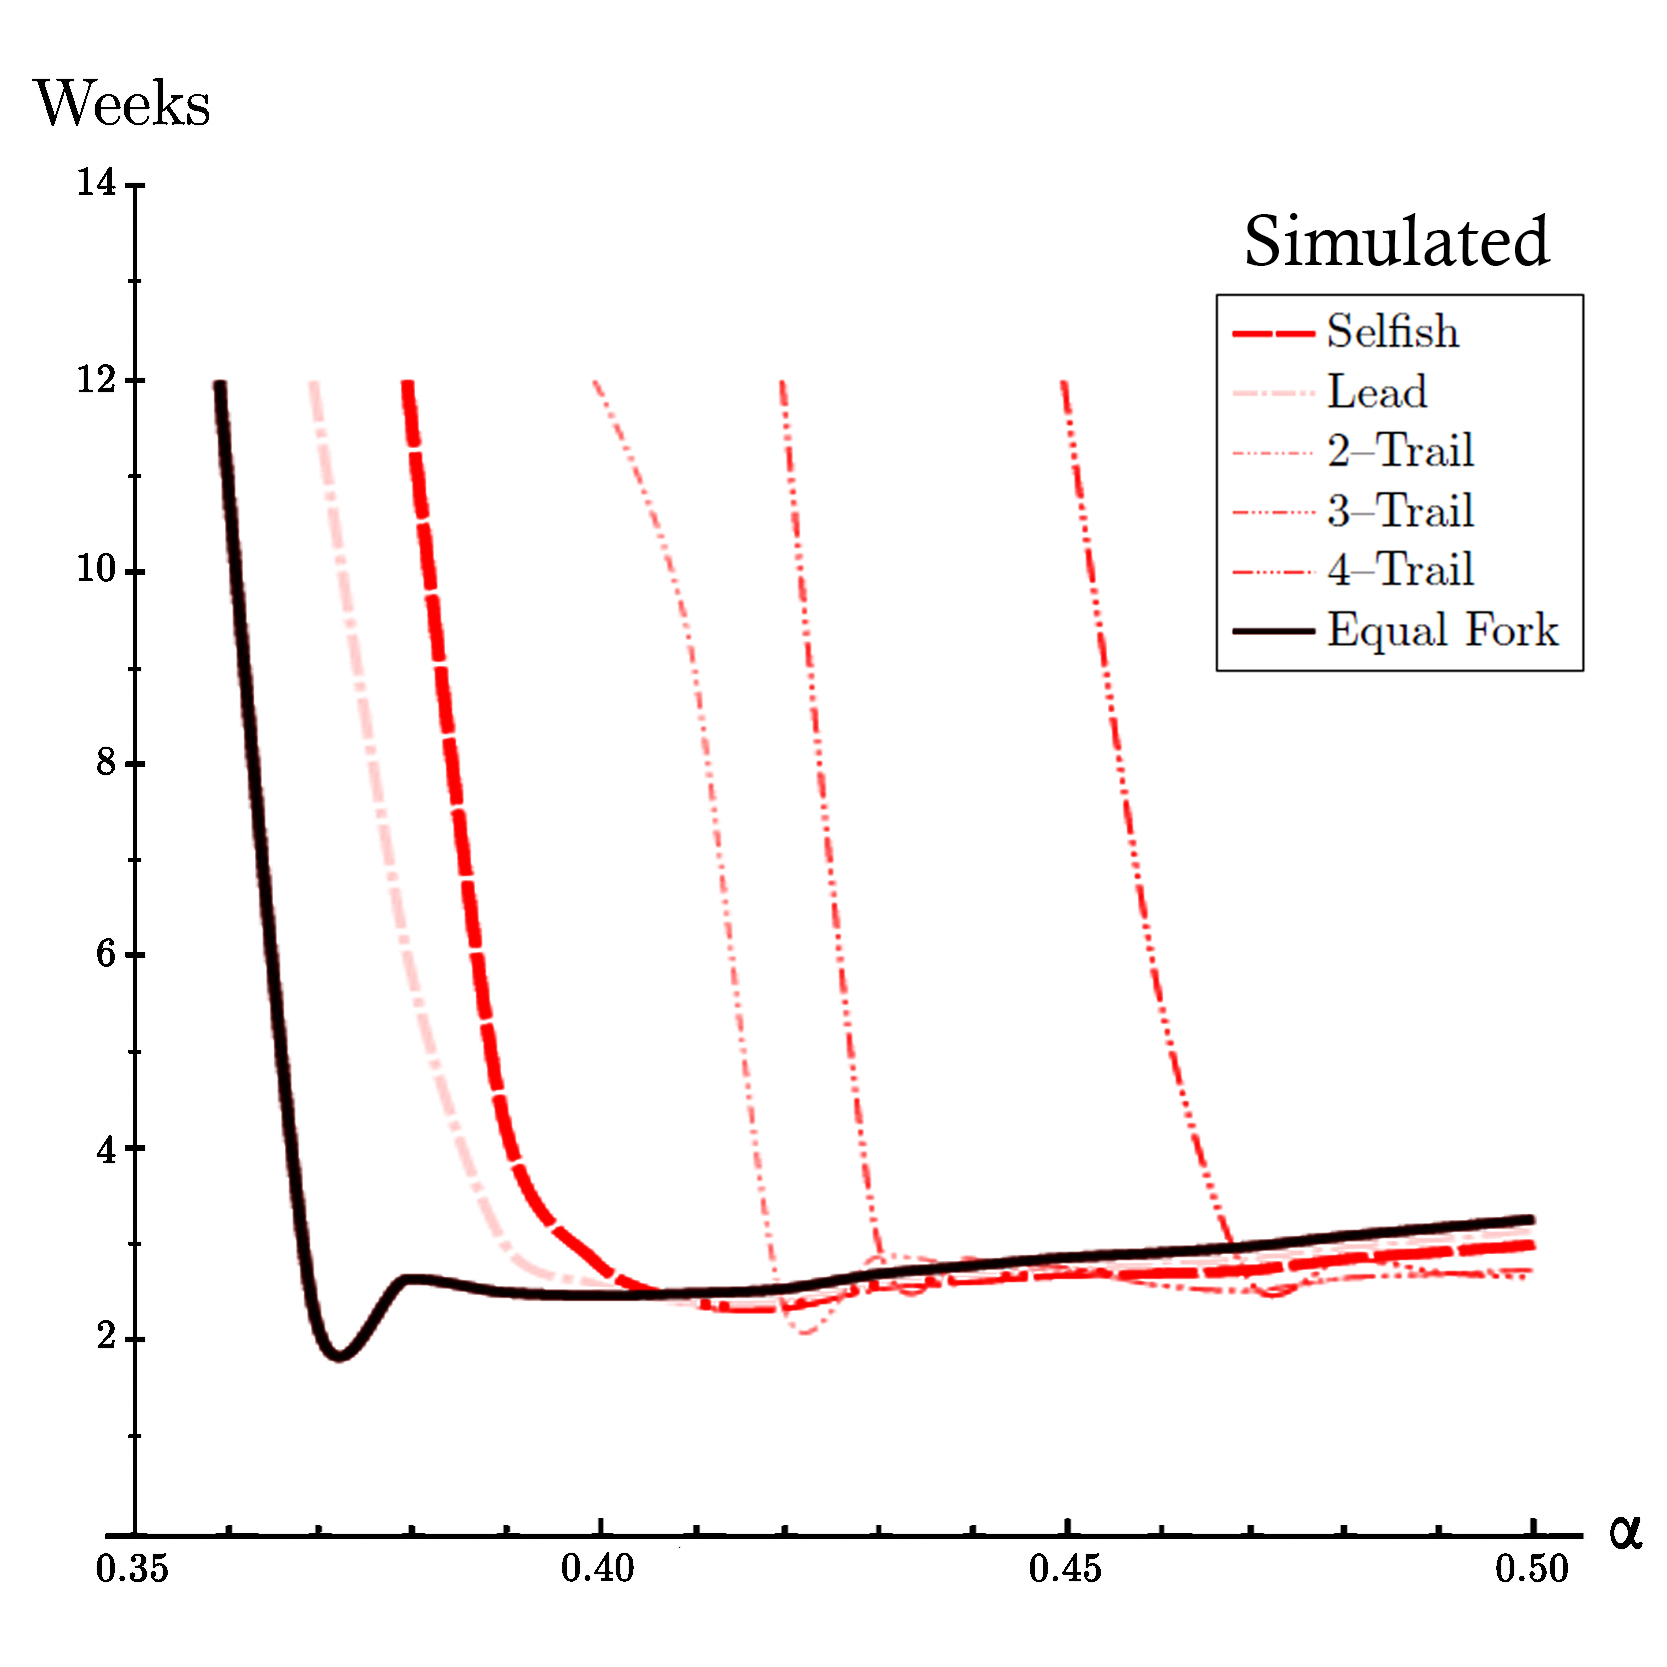 Weeks
14
12
10
8
6
4
2
Simulated
Selfish
Lead
2–Trail
3–Trail
4–Trail
Equal Fork
0.35
0.40
0.45
0.50
α